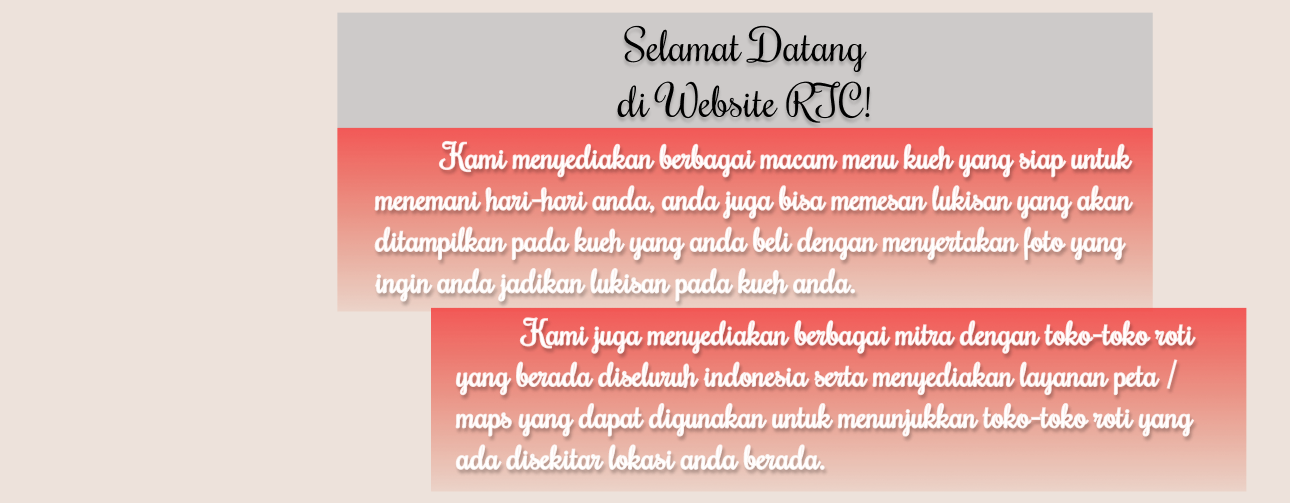 Selamat Datang
di Website RTC!
Kami menyediakan berbagai macam menu kueh yang siap untuk
menemani hari-hari anda, anda juga bisa memesan lukisan yang akan
ditampilkan pada kueh yang anda beli dengan menyertakan foto yang
ingin anda jadikan lukisan pada kueh anda.
Kami juga menyediakan berbagai mitra dengan toko-toko roti
yang berada diseluruh indonesia serta menyediakan layanan peta /
maps yang dapat digunakan untuk menunjukkan toko-toko roti yang
ada disekitar lokasi anda berada.